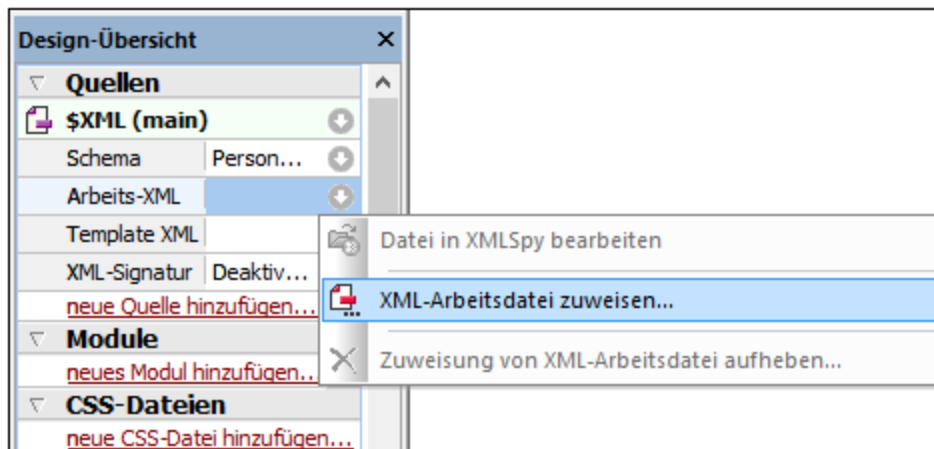 Design-Übersicht
Quellen
$XML (main)
Schema Person...
Arbeits-XML
Template XML
Datei in XMLSpy bearbeiten
XML-Signatur Deaktiv...
XML-Arbeitsdatei zuweisen...
neue Quelle hinzufügen...
Module
Zuweisung von XML-Arbeitsdatei aufheben...
neues Modul hinzufügen...
CSS-Dateien
neue CSS-Datei hinzufügen...